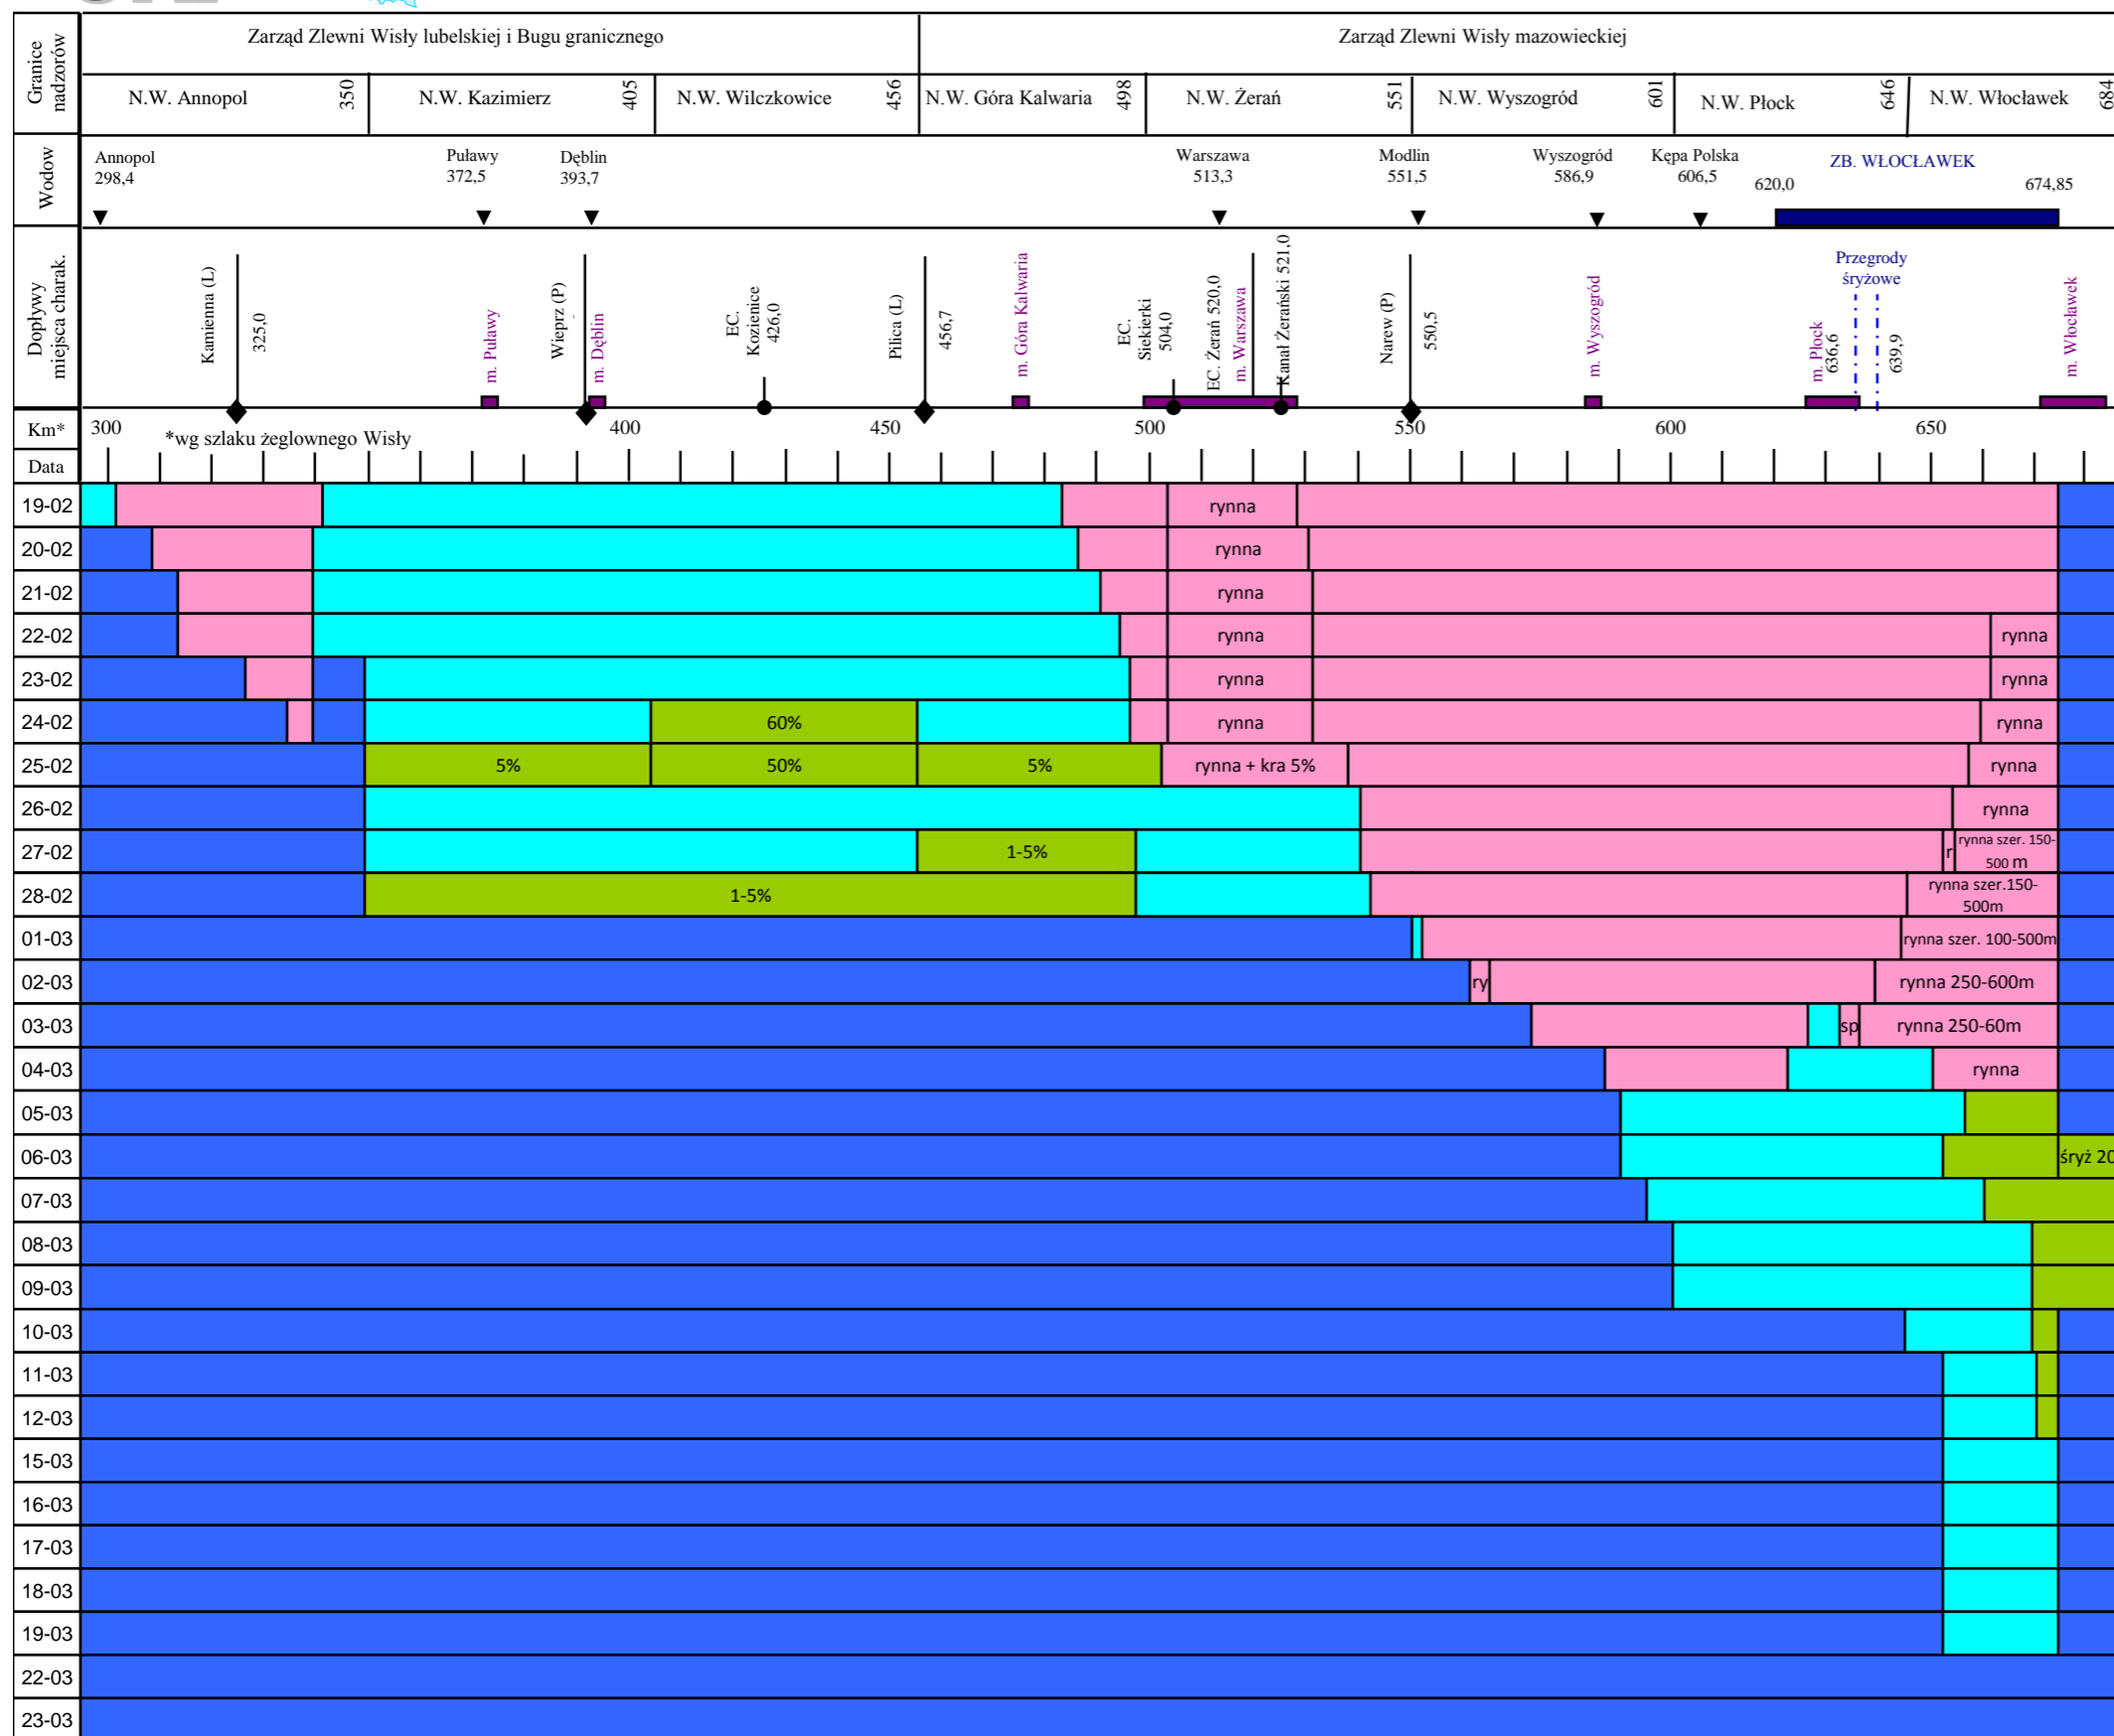 Granice nadzorów
Zarząd Zlewni Wisły lubelskiej i Bugu granicznego
Zarząd Zlewni Wisły mazowieckiej
N.W. Annopol 350 N.W. Kazimierz 405 N.W. Wilczkowice 456 N.W. Góra Kalwaria 498 N.W. Żerań 551 N.W. Wyszogród 601 N.W. Płock 646 N.W. Włocławek 684
Wodow
Annopol
298,4
Puławy
372,5
Dęblin
393,7
Warszawa
513,3
Modlin
551,5
Wyszogród
586,9
Kępa Polska
606,5
ZB. WŁOCŁAWEK
620,0
674,85
Dopływy
miejsca charak.
Kamienna (L)
325,0
m. Puławy
Wieprz (P)
m. Dęblin
EC.
Kozienice
426,0
Pilica (L)
456,7
m. Góra Kalwaria
EC.
Siekierki
504,0
EC. Żerań 520,0
m. Warszawa
Kanał Żerański 521,0
Narew (P)
550,5
m. Wyszogród
m. Płock
Przegrody
śryżowe
636,6
639,9
m. Włocławek
Km* 300 400 450 500 550 600 650
*wg szlaku żeglownego Wisły
Data
19-02 rynna
20-02 rynna
21-02 rynna
22-02 rynna rynna
23-02 rynna rynna
24-02 60% rynna rynna
25-02 5% 50% 5% rynna + kra 5% rynna
26-02 rynna
27-02 1-5% r rynna szer. 150-
500 m
28-02 1-5% rynna szer.150-
500m
01-03 rynna szer. 100-500m
02-03 ry rynna 250-600m
03-03 sp rynna 250-60m
04-03 rynna
05-03
06-03 śryż 20
07-03
08-03
09-03
10-03
11-03
12-03
15-03
16-03
17-03
18-03
19-03
22-03
23-03